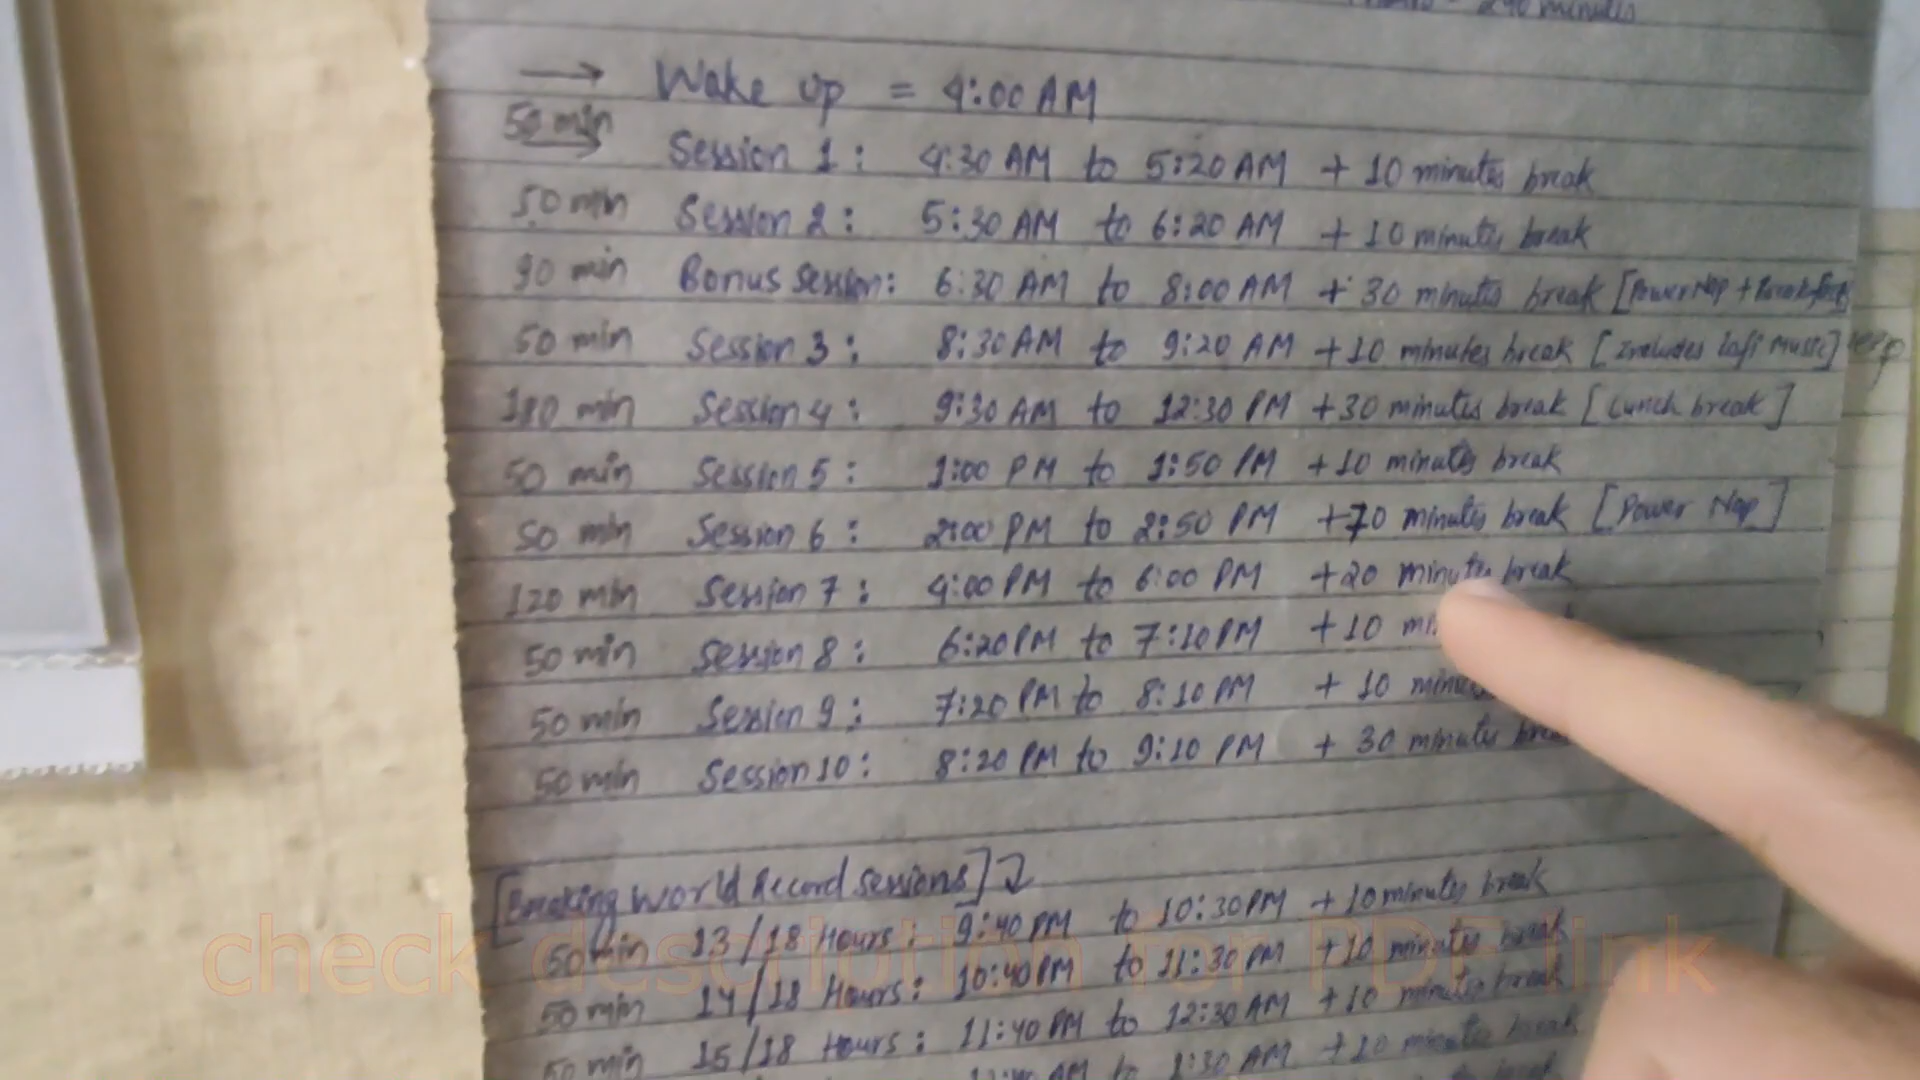 240 minutes
→ Wake up = 4:00 AM
50 min Session 1: 4:30 AM to 5:20 AM + 10 minutes break
50 min Session 2: 5:30 AM to 6:20 AM + 10 minutes break
90 min Bonus session: 6:30 AM to 8:00 AM + 30 minutes break [Power Nap + Breakfast
50 min Session 3: 8:30 AM to 9:20 AM + 10 minutes break [Includes Lofi Music]
180 min Session 4: 9:30 AM to 12:30 PM + 30 minutes break [Lunch break]
50 min Session 5: 1:00 PM to 1:50 PM + 10 minutes break
50 min Session 6: 2:00 PM to 2:50 PM + 70 minutes break [Power Nap]
120 min Session 7: 4:00 PM to 6:00 PM + 20 minutes break
50 min Session 8: 6:20 PM to 7:10 PM + 10
50 min Session 9: 7:20 PM to 8:10 PM + 10
50 min Session 10: 8:20 PM to 9:10 PM + 30 minutes
[Breaking World Record Sessions]
50 min 13/18 Hours: 9:40 PM to 10:30 PM + 10 minutes break
50 min 14/18 Hours: 10:40 PM to 11:30 PM + 10 minutes break
50 min 15/18 Hours: 11:40 PM to 12:30 AM + 10 minutes break
to 1:30 AM + 10 minutes break
check description for PDF link